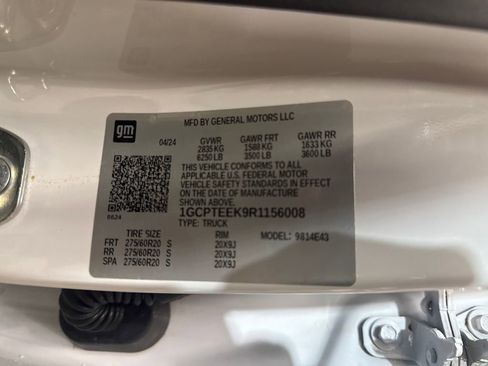 MFD BY GENERAL MOTORS LLC
gm
04/24 GVWR GAWR FRT GAWR RR
2835 KG 1588 KG 1633 KG
6250 LB 3500 LB 3600 LB
THIS VEHICLE CONFORMS TO ALL
APPLICABLE U.S. FEDERAL MOTOR
VEHICLE SAFETY STANDARDS IN EFFECT
ON THE DATE OF MANUFACTURE
SHOWN ABOVE.
6624
1GCPTEEK9R1156008
TYPE: TRUCK
TIRE SIZE RIM MODEL: 9814E43
FRT 275/60R20 S 20X9J
RR 275/60R20 S 20X9J
SPA 275/60R20 S 20X9J